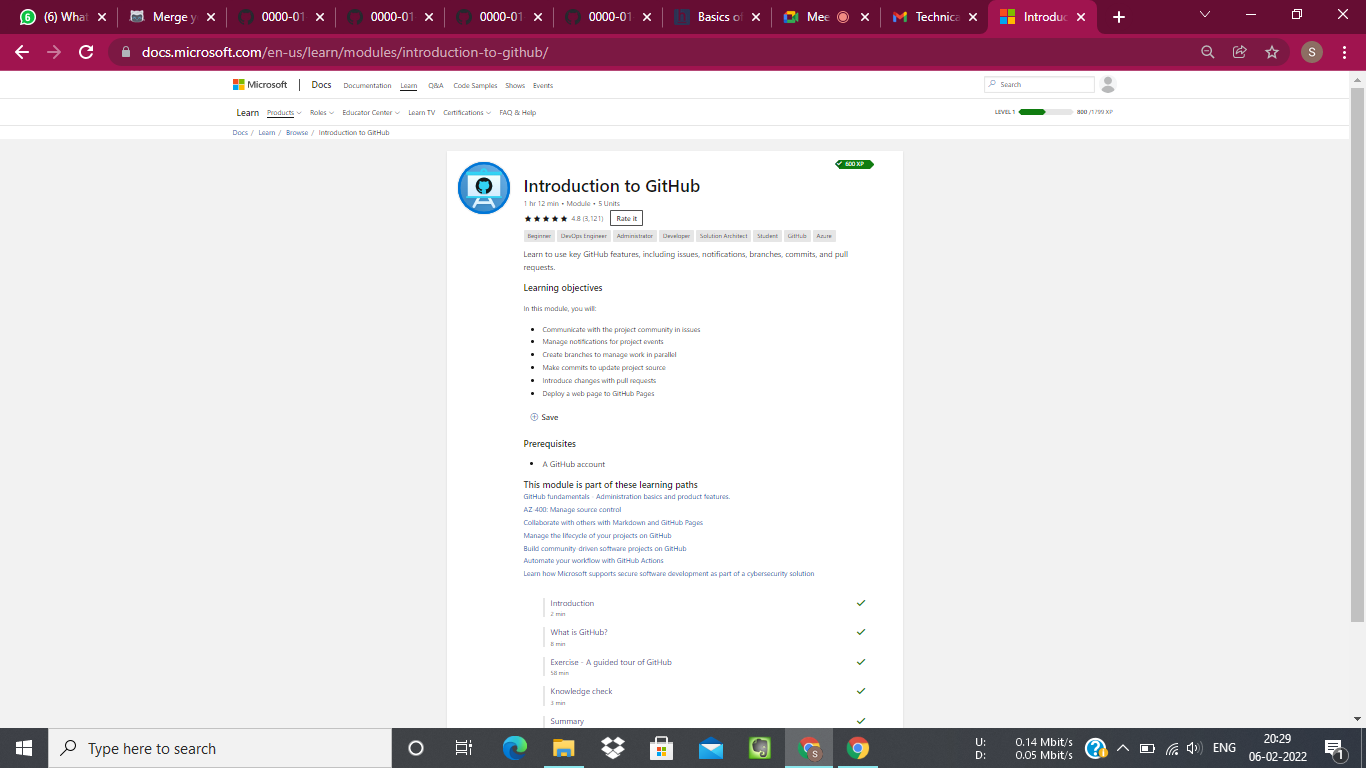 (6) What
Merge y
0000-01
0000-01
0000-01
0000-01
Basics of
Mee
Technica
Introduc
docs.microsoft.com/en-us/learn/modules/introduction-to-github/
S
Microsoft
Docs
Documentation
Learn
Q&A
Code Samples
Shows
Events
Search
Learn
Products
Roles
Educator Center
Learn TV
Certifications
FAQ & Help
LEVEL 1
800 /1799 XP
Docs / Learn / Browse / Introduction to GitHub
600 XP
Introduction to GitHub
1 hr 12 min • Module • 5 Units
4.8 (3,121)
Rate it
Beginner
DevOps Engineer
Administrator
Developer
Solution Architect
Student
GitHub
Azure
Learn to use key GitHub features, including issues, notifications, branches, commits, and pull
requests.
Learning objectives
In this module, you will:
• Communicate with the project community in issues
• Manage notifications for project events
• Create branches to manage work in parallel
• Make commits to update project source
• Introduce changes with pull requests
• Deploy a web page to GitHub Pages
Save
Prerequisites
• A GitHub account
This module is part of these learning paths
GitHub fundamentals - Administration basics and product features.
AZ-400: Manage source control
Collaborate with others with Markdown and GitHub Pages
Manage the lifecycle of your projects on GitHub
Build community driven software projects on GitHub
Automate your workflow with GitHub Actions
Learn how Microsoft supports secure software development as part of a cybersecurity solution
Introduction
2 min
What is GitHub?
8 min
Exercise - A guided tour of GitHub
58 min
Knowledge check
3 min
Summary
Type here to search
U: 0.14 Mbit/s
D: 0.05 Mbit/s
ENG
20:29
06-02-2022
1